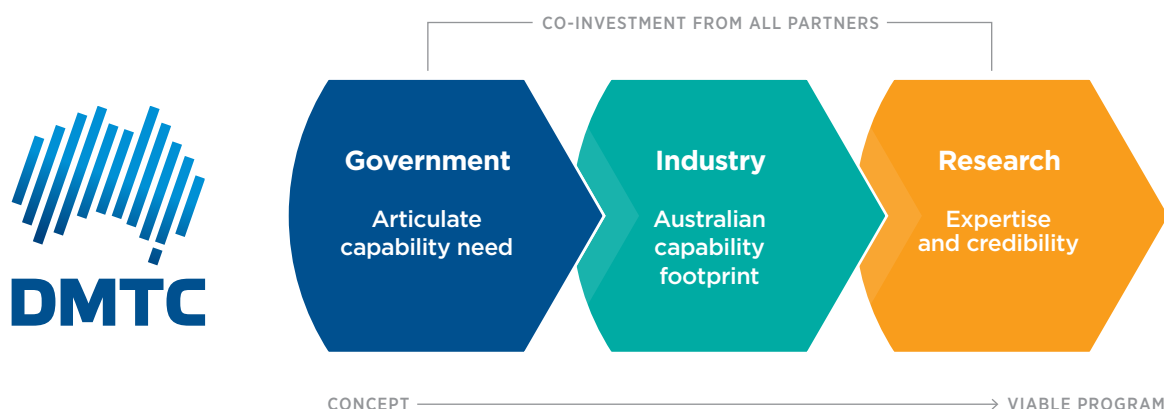 CO-INVESTMENT FROM ALL PARTNERS
DMTC
Government
Articulate
capability need
Industry
Australian
capability
footprint
Research
Expertise
and credibility
CONCEPT
VIABLE PROGRAM